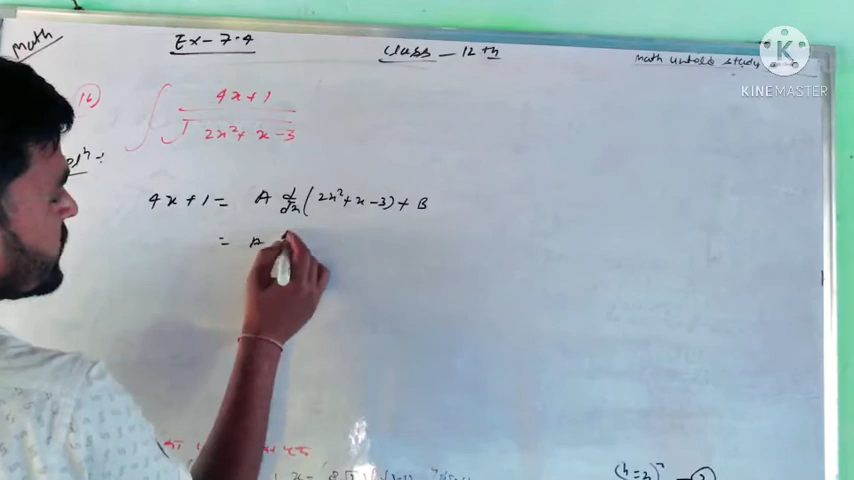 Math
Ex - 7.4
Class - 12 th
math untold study
KINEMASTER
16)
∫ 4x+1 / √ 2x²+ x -3
Solⁿ :
4x+1 = A d/dx ( 2x²+ x -3) + B
= A